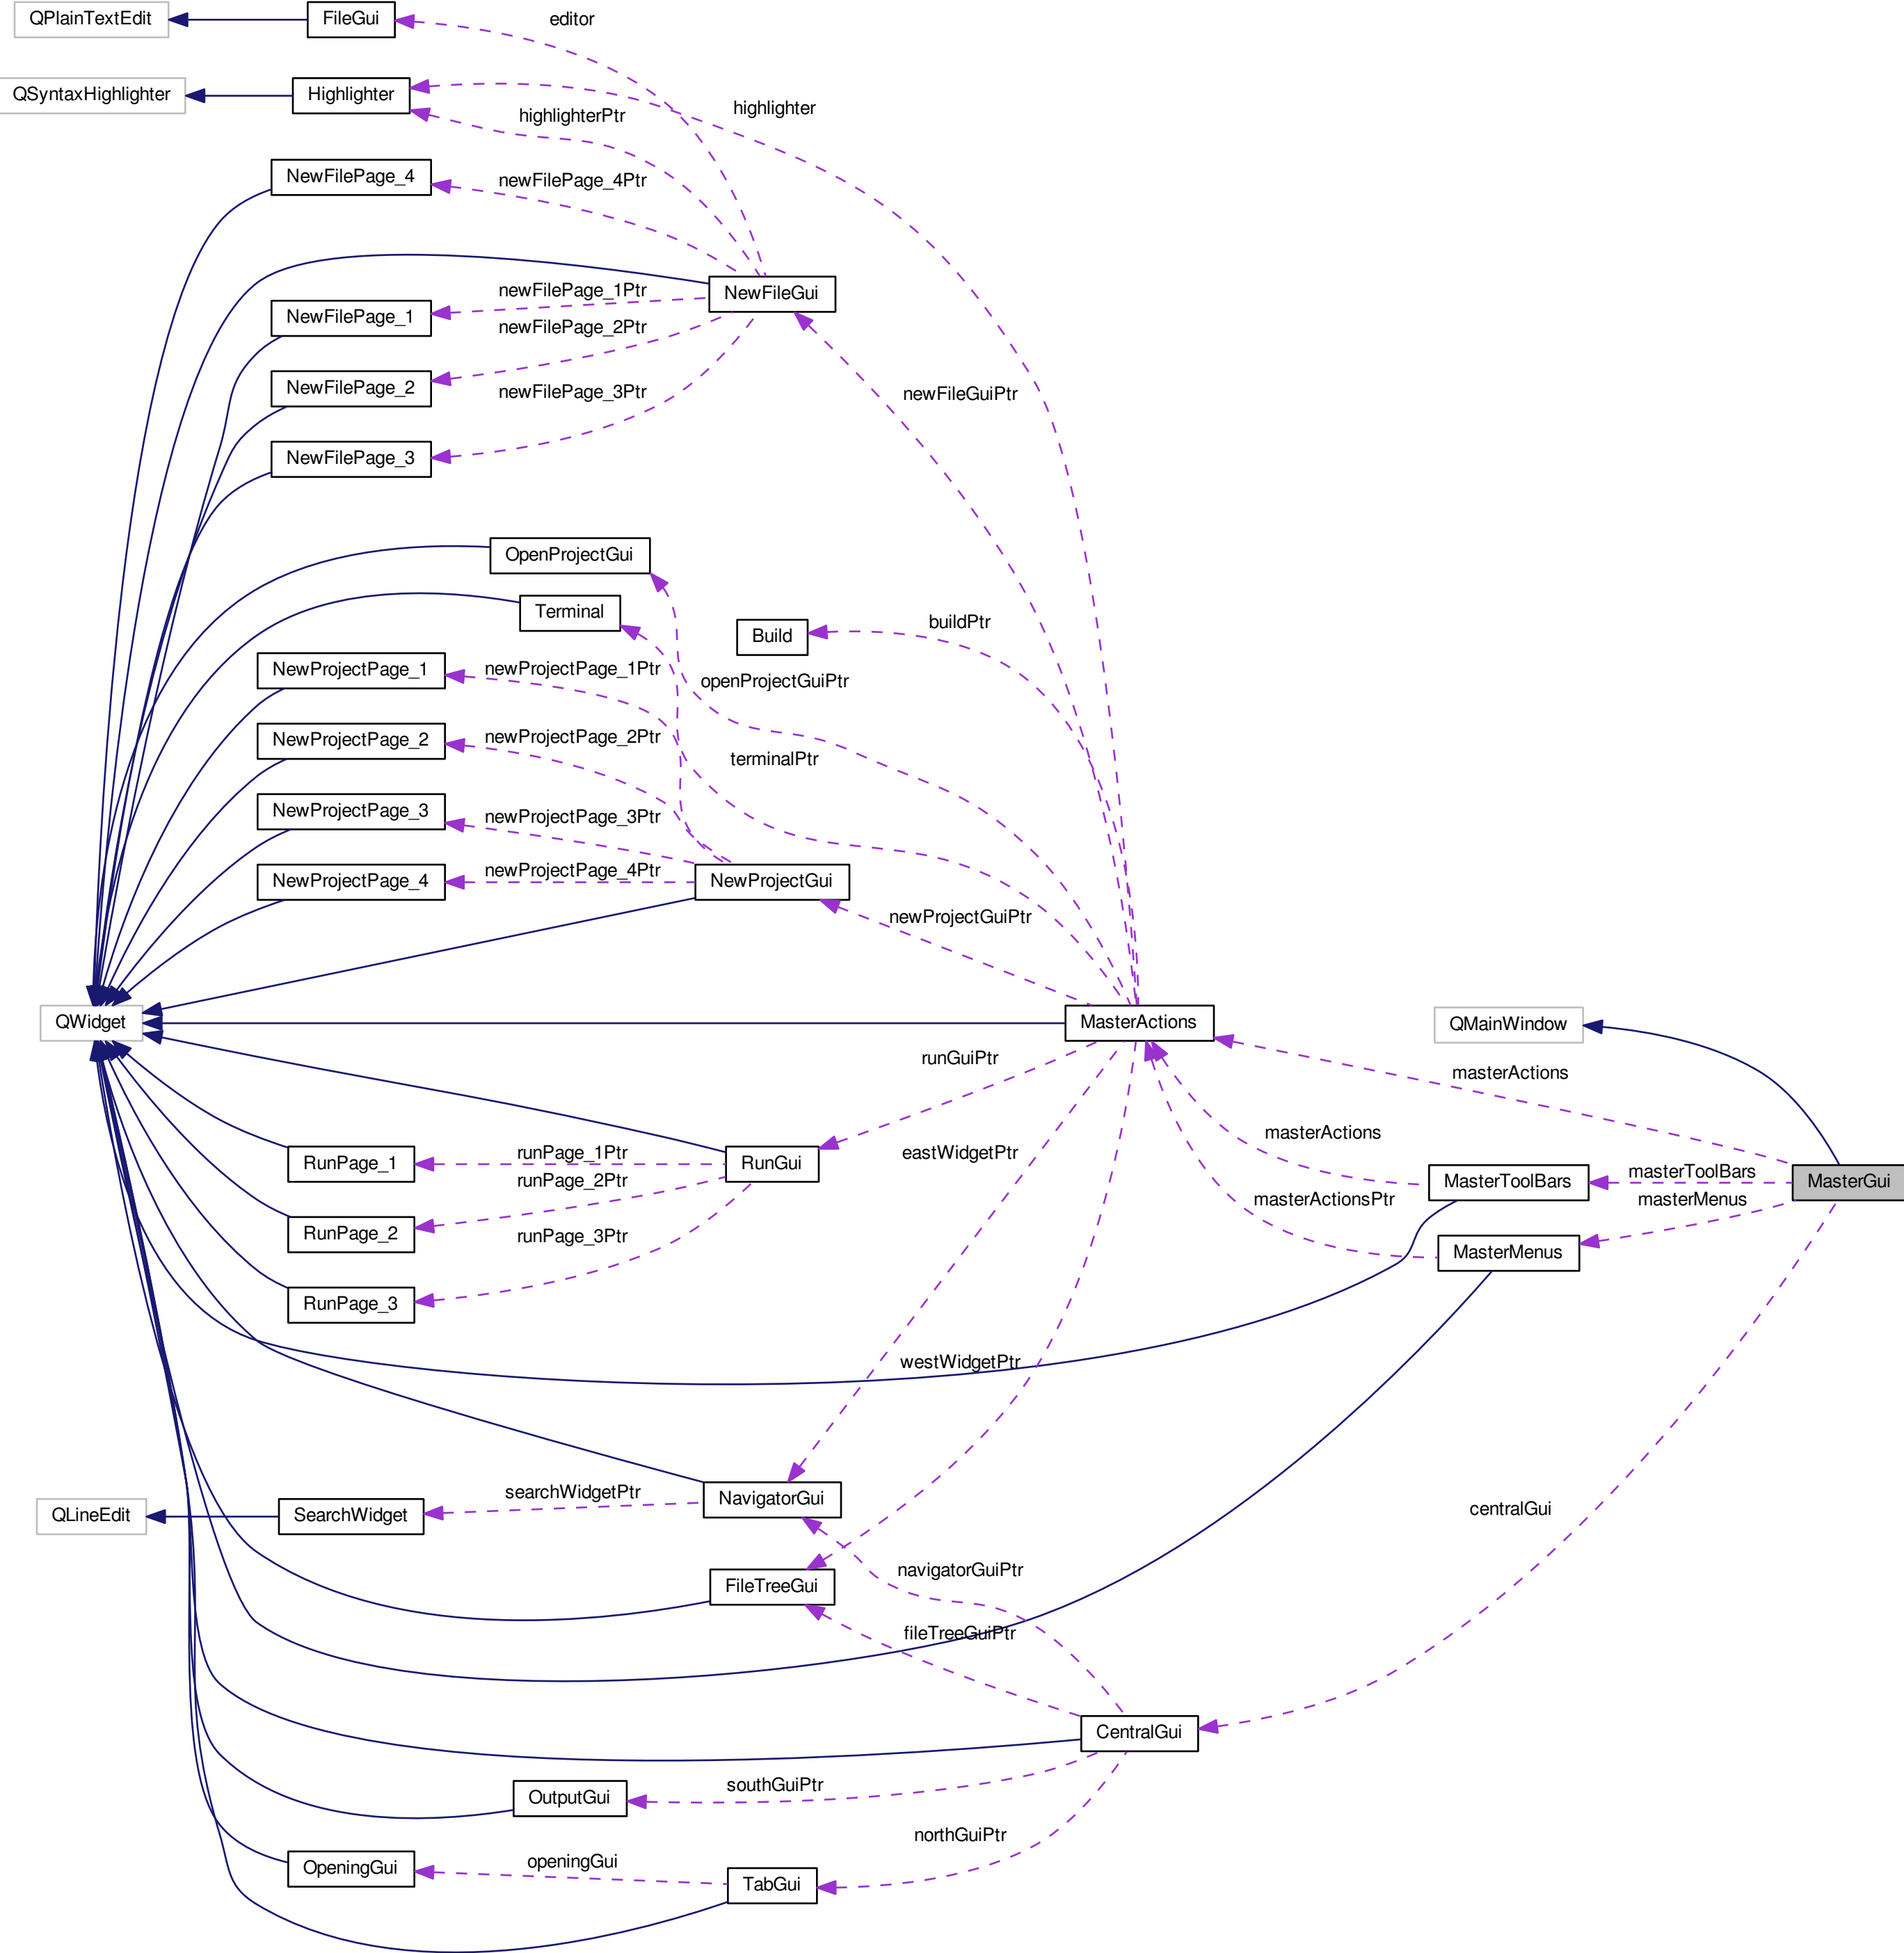 QPlainTextEdit
FileGui
editor
QSyntaxHighlighter
Highlighter
highlighter
highlighterPtr
NewFilePage_4
newFilePage_4Ptr
newFilePage_1Ptr
NewFileGui
NewFilePage_1
newFilePage_2Ptr
NewFilePage_2
newFilePage_3Ptr
newFileGuiPtr
NewFilePage_3
OpenProjectGui
Terminal
buildPtr
Build
NewProjectPage_1
newProjectPage_1Ptr
openProjectGuiPtr
NewProjectPage_2
newProjectPage_2Ptr
terminalPtr
NewProjectPage_3
newProjectPage_3Ptr
NewProjectPage_4
newProjectPage_4Ptr
NewProjectGui
newProjectGuiPtr
QWidget
MasterActions
QMainWindow
runGuiPtr
masterActions
masterActions
RunPage_1
runPage_1Ptr
RunGui
eastWidgetPtr
runPage_2Ptr
masterToolBars
MasterToolBars
MasterGui
masterActionsPtr
masterMenus
RunPage_2
runPage_3Ptr
MasterMenus
RunPage_3
westWidgetPtr
searchWidgetPtr
NavigatorGui
centralGui
QLineEdit
SearchWidget
navigatorGuiPtr
FileTreeGui
fileTreeGuiPtr
CentralGui
southGuiPtr
OutputGui
northGuiPtr
openingGui
OpeningGui
TabGui